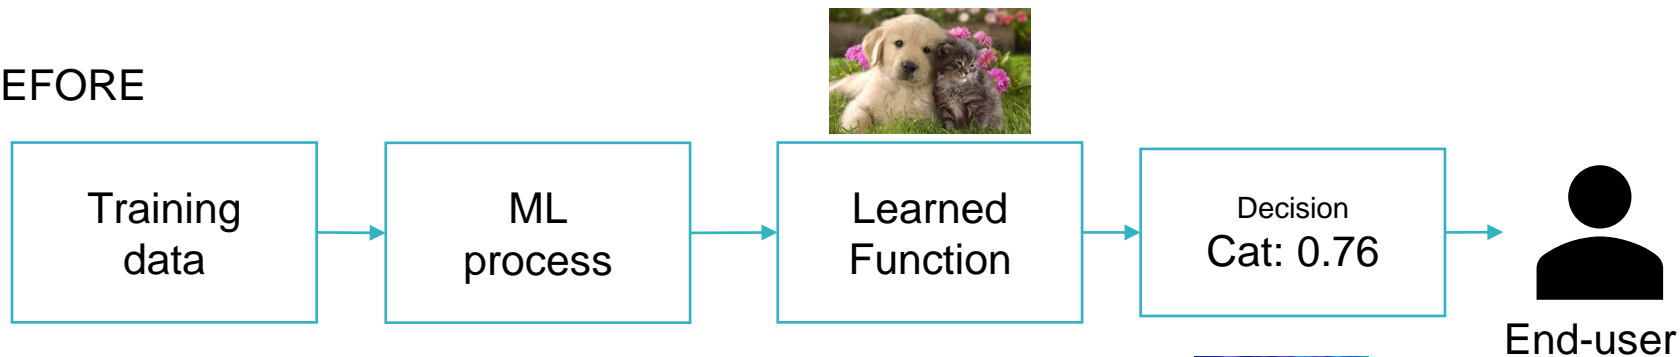 EFORE
Training
data
ML
process
Learned
Function
Decision
Cat: 0.76
End-user